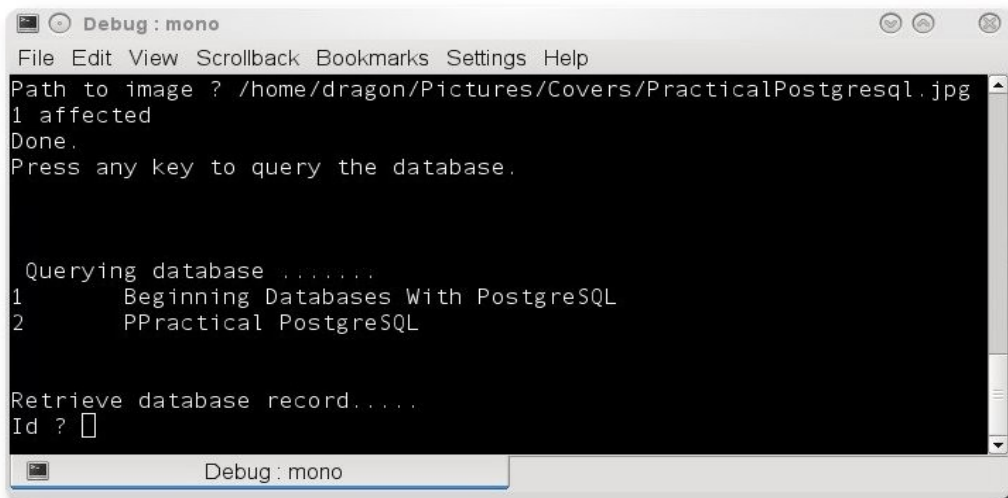 Debug : mono
File Edit View Scrollback Bookmarks Settings Help
Path to image ? /home/dragon/Pictures/Covers/PracticalPostgresql.jpg
1 affected
Done.
Press any key to query the database.
Querying database .......
1 Beginning Databases With PostgreSQL
2 PPractical PostgreSQL
Retrieve database record.....
Id ?
Debug : mono